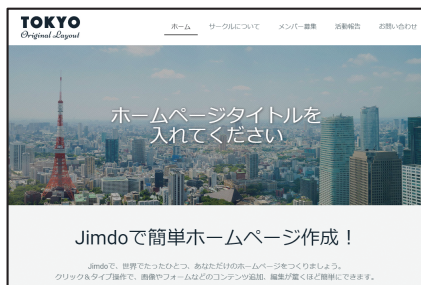 TOKYO
Original Layout
ホーム サークルについて メンバー募集 活動報告 お問い合わせ
ホームページタイトルを
入れてください
Jimdoで簡単ホームページ作成！
Jimdoで、世界でたったひとつ、あなただけのホームページをつくりましょう。
クリック＆タイプ操作で、画像やフォームなどのコンテンツ追加、編集が驚くほど簡単にできます。